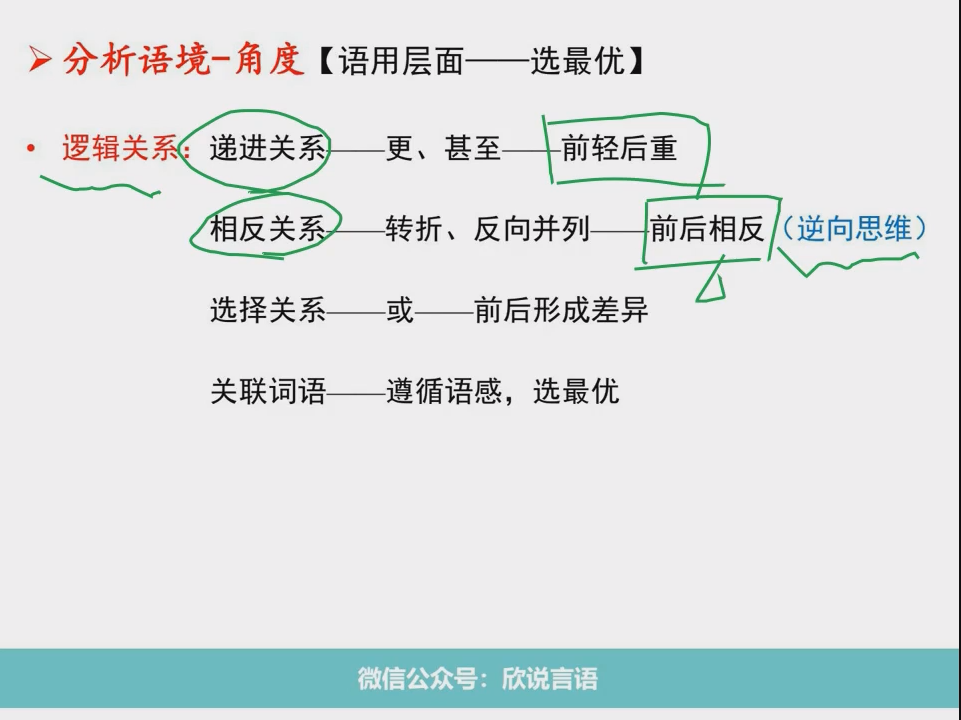 分析语境-角度【语用层面——选最优】
• 逻辑关系：递进关系——更、甚至——前轻后重
相反关系——转折、反向并列——前后相反（逆向思维）
选择关系——或——前后形成差异
关联词语——遵循语感，选最优
微信公众号：欣说言语